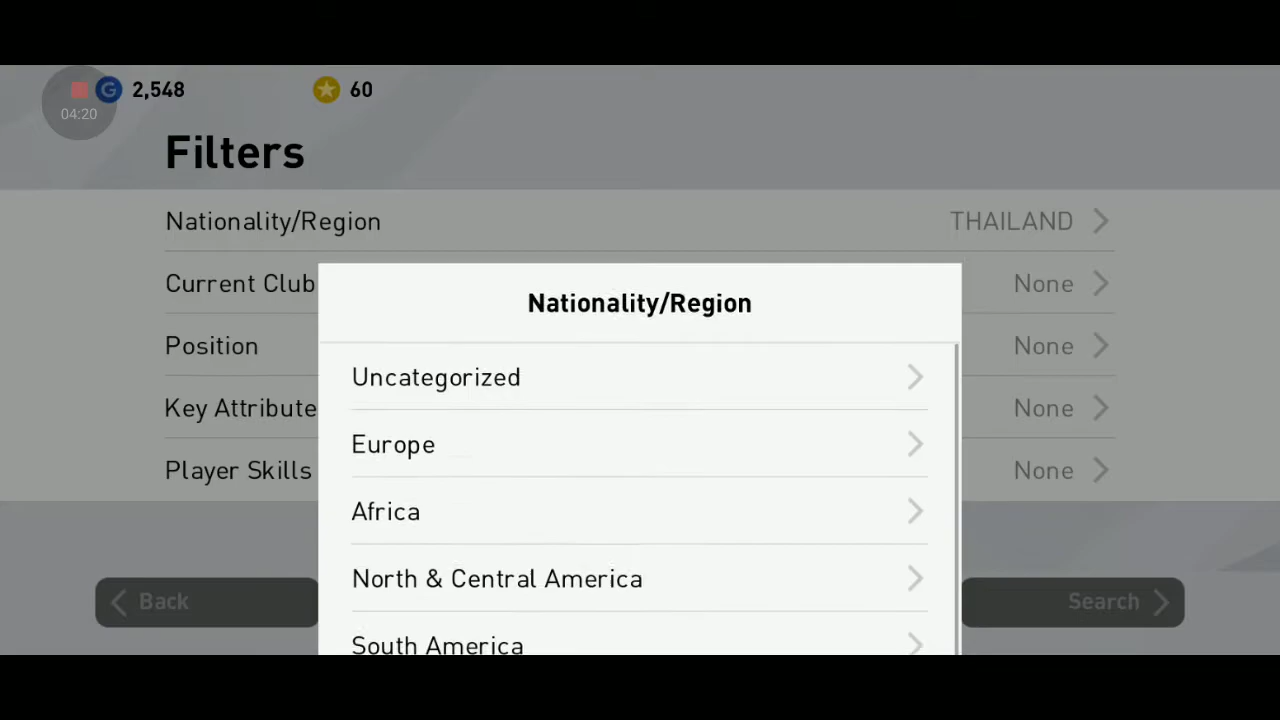 G 2,548
60
04:20
Filters
Nationality/Region THAILAND
Current Club None
Position None
Key Attribute None
Player Skills None
Nationality/Region
Uncategorized
Europe
Africa
North & Central America
South America
Back
Search